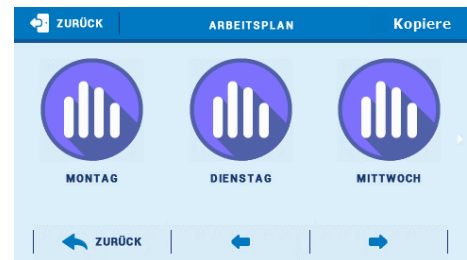 ZURÜCK
ARBEITSPLAN
Kopiere
MONTAG
DIENSTAG
MITTWOCH
ZURÜCK